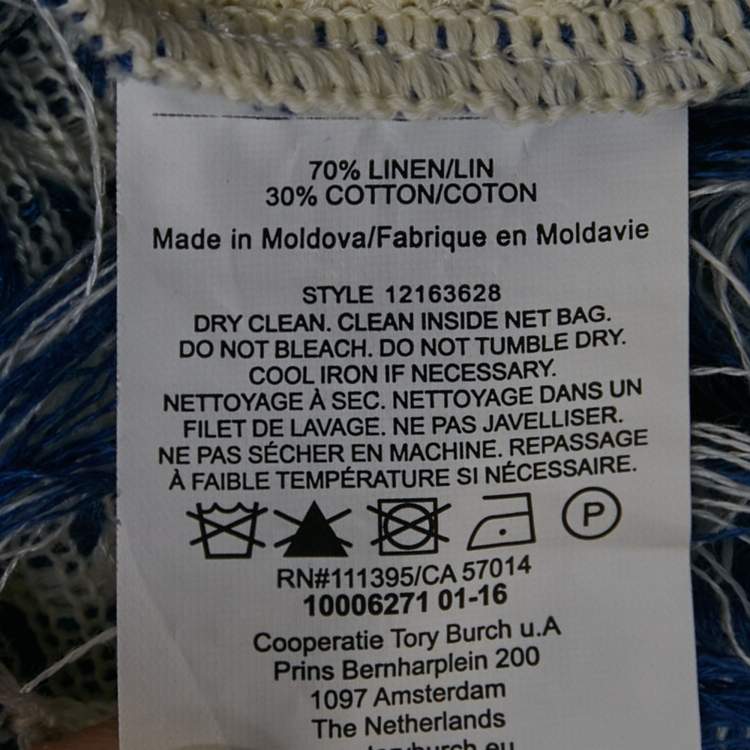 70% LINEN/LIN
30% COTTON/COTON
Made in Moldova/Fabrique en Moldavie
STYLE 12163628
DRY CLEAN. CLEAN INSIDE NET BAG.
DO NOT BLEACH. DO NOT TUMBLE DRY.
COOL IRON IF NECESSARY.
NETTOYAGE À SEC. NETTOYAGE DANS UN
FILET DE LAVAGE. NE PAS JAVELLISER.
NE PAS SÉCHER EN MACHINE. REPASSAGE
À FAIBLE TEMPÉRATURE SI NÉCESSAIRE.
P
RN#111395/CA 57014
10006271 01-16
Cooperatie Tory Burch u.A
Prins Bernharplein 200
1097 Amsterdam
The Netherlands
toryburch.eu